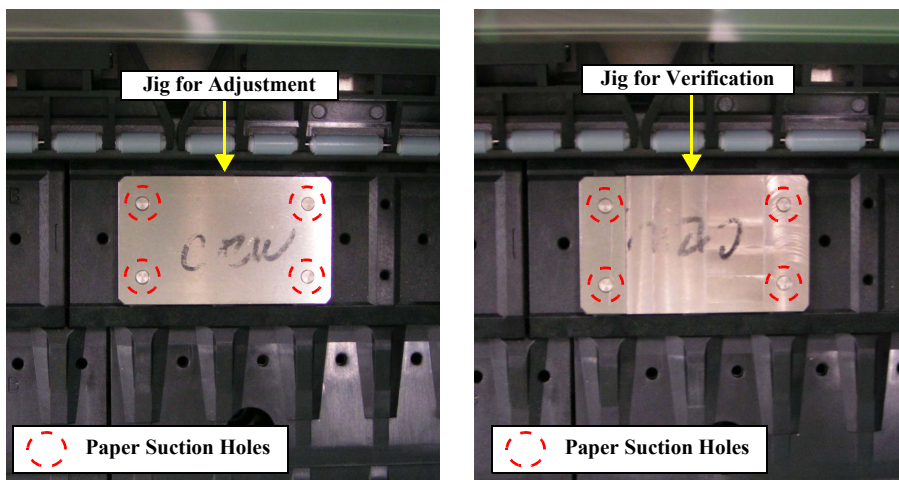 Jig for Adjustment
Paper Suction Holes
Jig for Verification
Paper Suction Holes